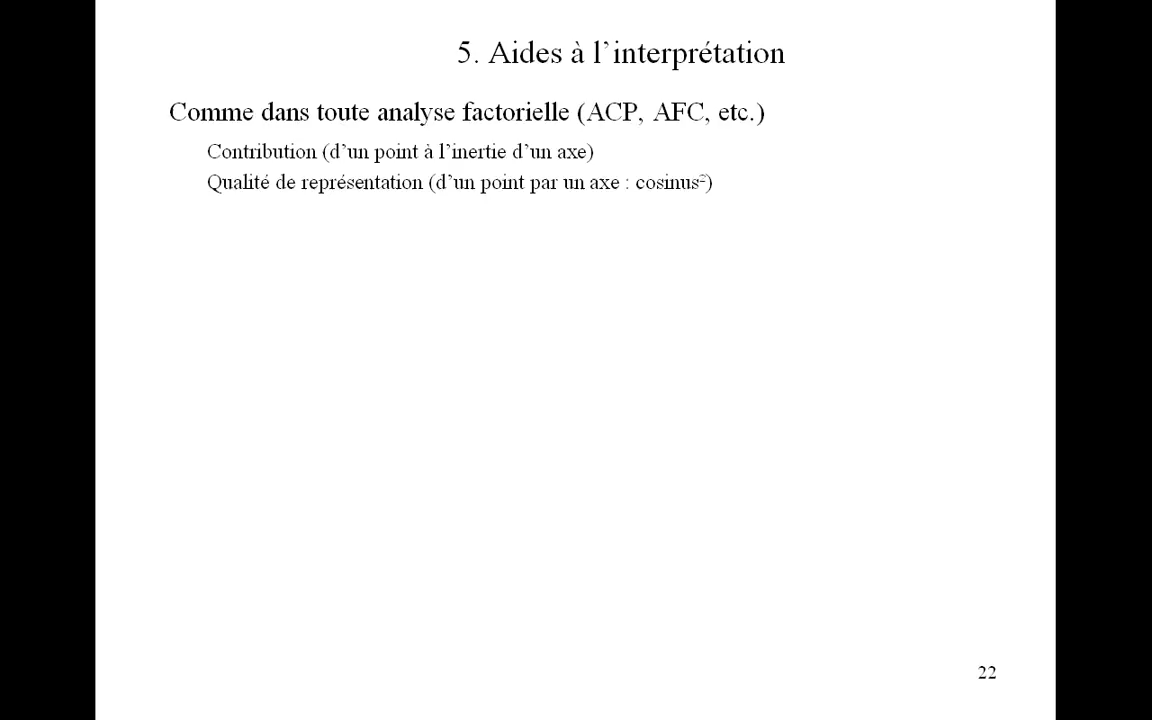 5. Aides à l’interprétation
Comme dans toute analyse factorielle (ACP, AFC, etc.)
Contribution (d’un point à l’inertie d’un axe)
Qualité de représentation (d’un point par un axe : cosinus²)
22